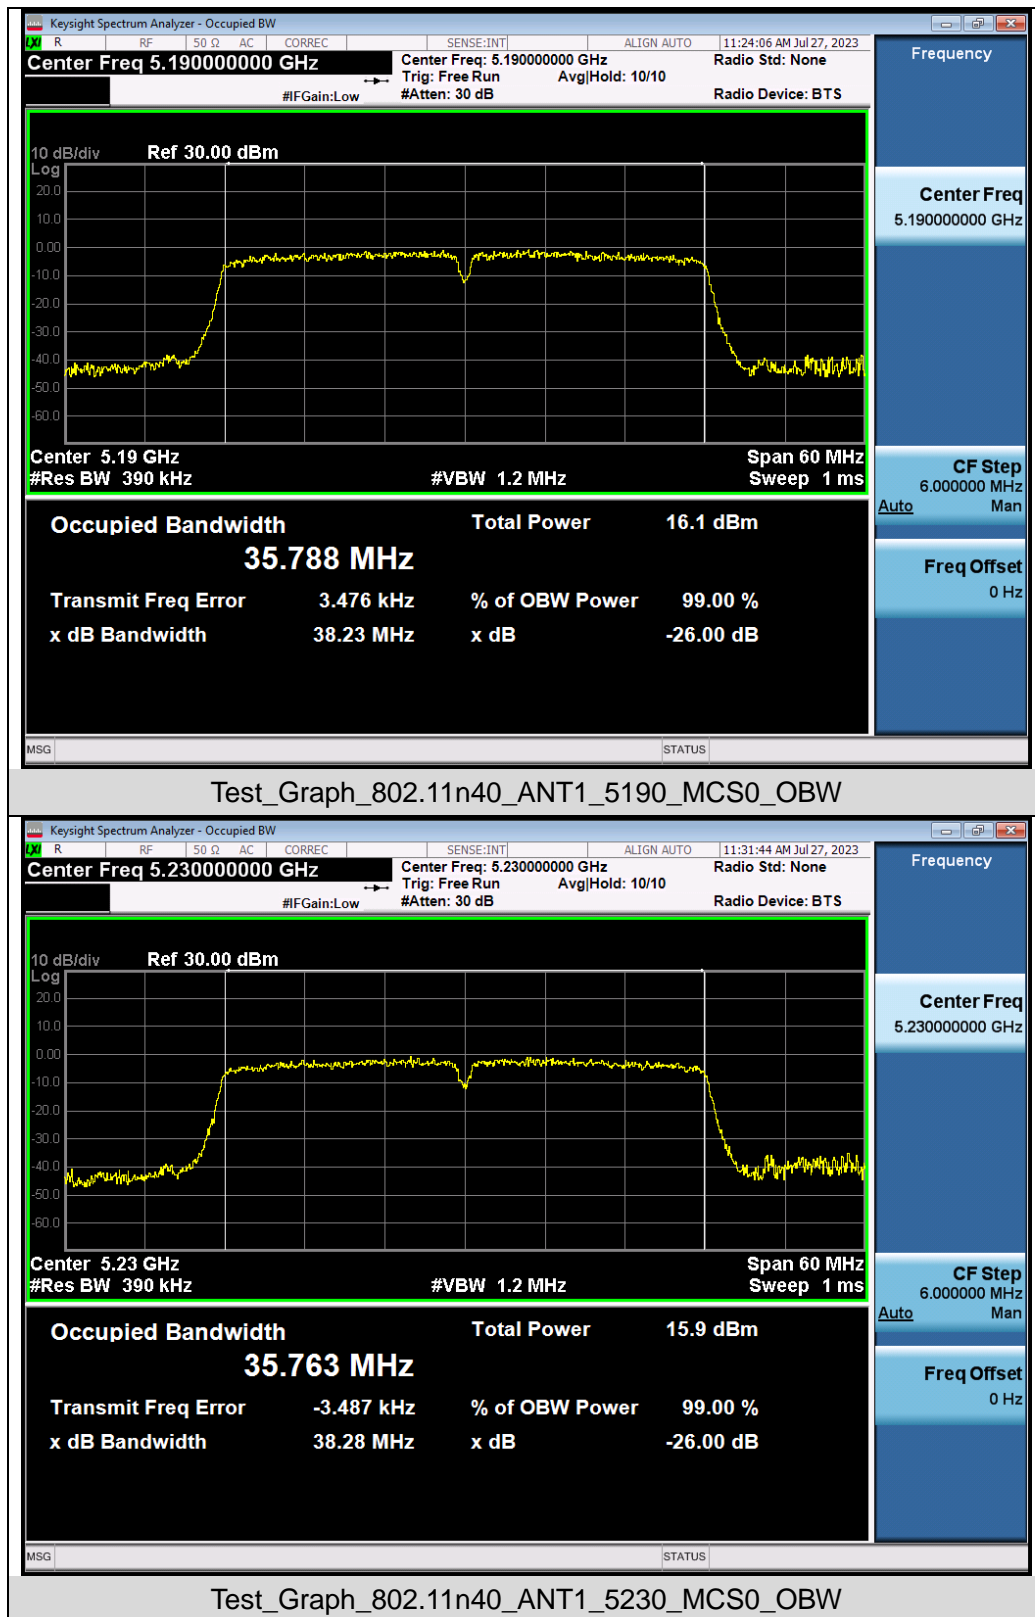 Keysight Spectrum Analyzer - Occupied BW
LXI R RF 50 Ω AC CORREC SENSE:INT ALIGN AUTO 11:24:06 AM Jul 27, 2023
Center Freq 5.190000000 GHz
Center Freq: 5.190000000 GHz
Radio Std: None
Trig: Free Run Avg|Hold: 10/10
#IFGain:Low
#Atten: 30 dB
Radio Device: BTS
Frequency
10 dB/div Ref 30.00 dBm
Log
20.0
10.0
0.00
-10.0
-20.0
-30.0
-40.0
-50.0
-60.0
Center 5.19 GHz Span 60 MHz
#Res BW 390 kHz #VBW 1.2 MHz Sweep 1 ms
Center Freq
5.190000000 GHz
CF Step
6.000000 MHz
Auto Man
Freq Offset
0 Hz
Occupied Bandwidth Total Power 16.1 dBm
35.788 MHz
Transmit Freq Error 3.476 kHz % of OBW Power 99.00 %
x dB Bandwidth 38.23 MHz x dB -26.00 dB
MSG STATUS
Test_Graph_802.11n40_ANT1_5190_MCS0_OBW
Keysight Spectrum Analyzer - Occupied BW
LXI R RF 50 Ω AC CORREC SENSE:INT ALIGN AUTO 11:31:44 AM Jul 27, 2023
Center Freq 5.230000000 GHz
Center Freq: 5.230000000 GHz
Radio Std: None
Trig: Free Run Avg|Hold: 10/10
#IFGain:Low
#Atten: 30 dB
Radio Device: BTS
Frequency
10 dB/div Ref 30.00 dBm
Log
20.0
10.0
0.00
-10.0
-20.0
-30.0
-40.0
-50.0
-60.0
Center 5.23 GHz Span 60 MHz
#Res BW 390 kHz #VBW 1.2 MHz Sweep 1 ms
Center Freq
5.230000000 GHz
CF Step
6.000000 MHz
Auto Man
Freq Offset
0 Hz
Occupied Bandwidth Total Power 15.9 dBm
35.763 MHz
Transmit Freq Error -3.487 kHz % of OBW Power 99.00 %
x dB Bandwidth 38.28 MHz x dB -26.00 dB
MSG STATUS
Test_Graph_802.11n40_ANT1_5230_MCS0_OBW